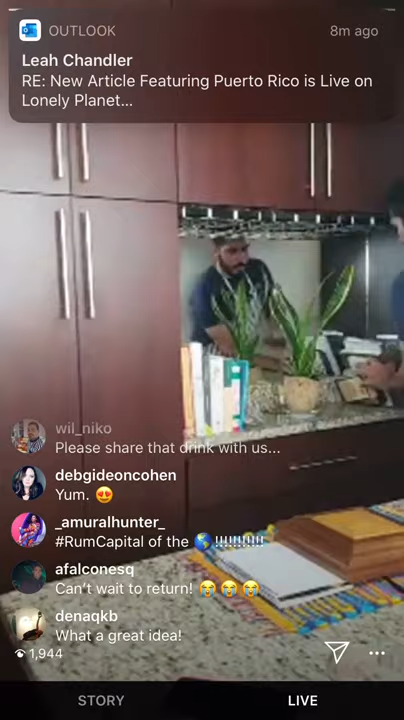 OUTLOOK
8m ago
Leah Chandler
RE: New Article Featuring Puerto Rico is Live on
Lonely Planet...
wil_niko
Please share that drink with us...
debgideoncohen
Yum. 😍
_amuralhunter_
#RumCapital of the 🌎 !!!!!!!!!!!
afalconesq
Can't wait to return! 😭😭😭
denaqkb
What a great idea!
1,944
STORY
LIVE